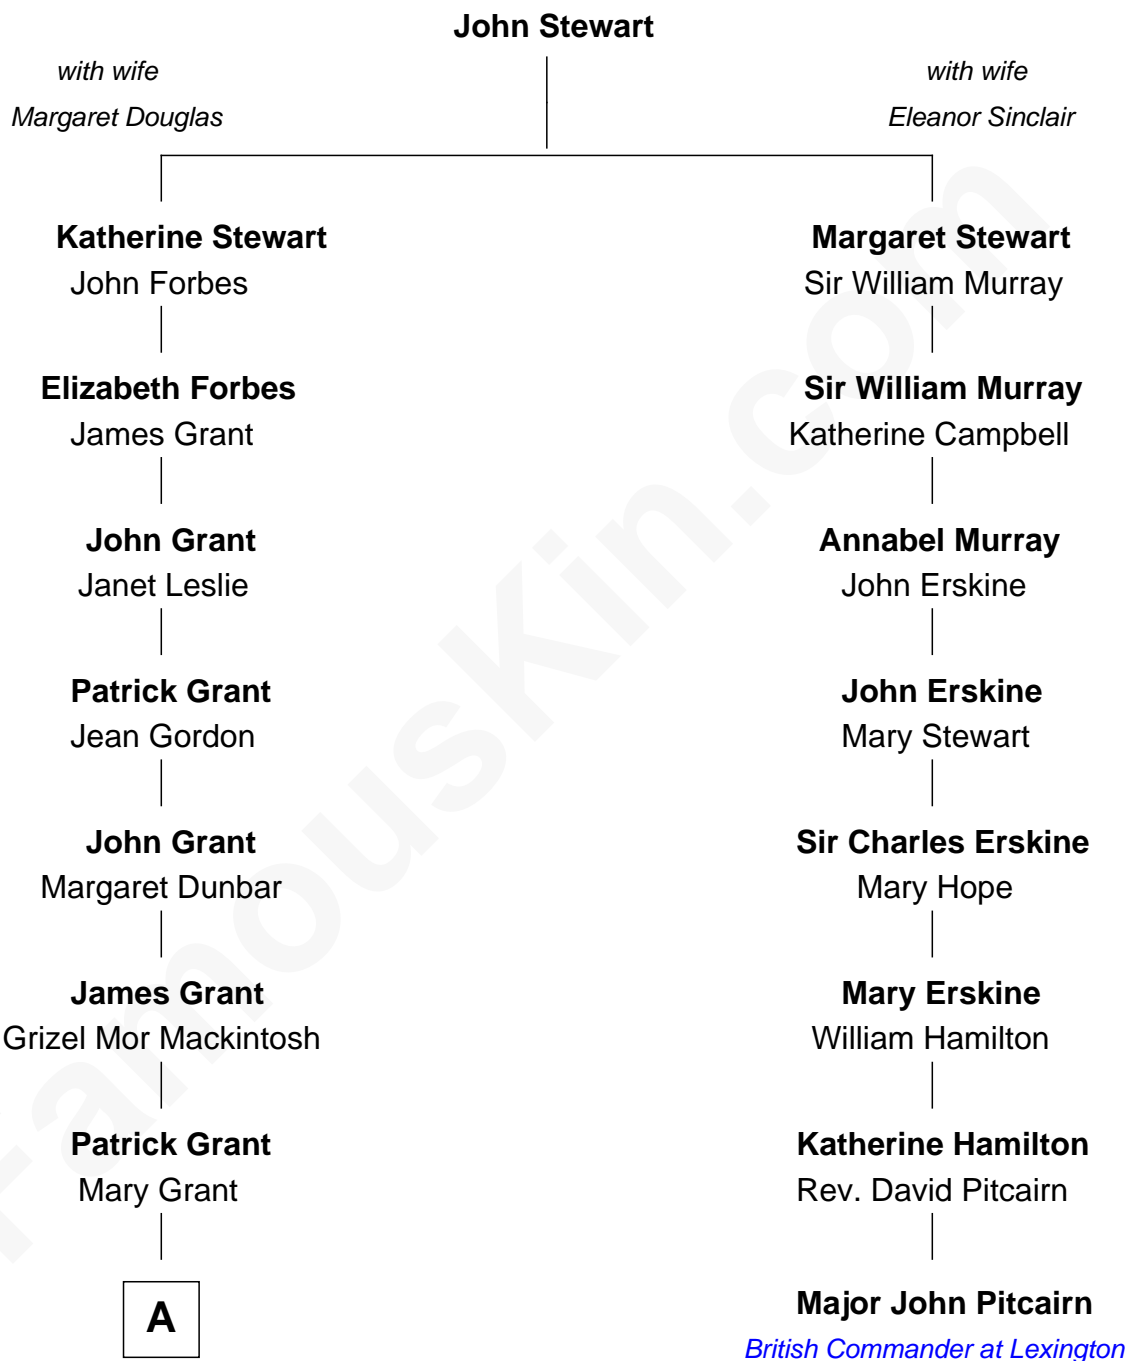 John Stewart
with wife
Margaret Douglas
with wife
Eleanor Sinclair
Katherine Stewart
John Forbes
Margaret Stewart
Sir William Murray
Elizabeth Forbes
James Grant
Sir William Murray
Katherine Campbell
John Grant
Janet Leslie
Annabel Murray
John Erskine
Patrick Grant
Jean Gordon
John Erskine
Mary Stewart
John Grant
Margaret Dunbar
Sir Charles Erskine
Mary Hope
James Grant
Grizel Mor Mackintosh
Mary Erskine
William Hamilton
Patrick Grant
Mary Grant
Katherine Hamilton
Rev. David Pitcairn
A
Major John Pitcairn
British Commander at Lexington
FamousKin.com